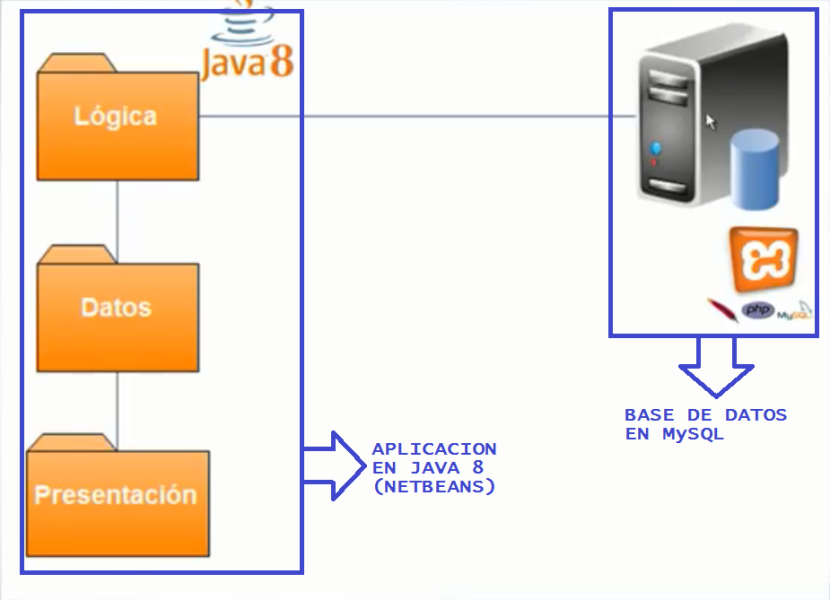 Java 8
Lógica
Datos
Presentación
php
MySQL
BASE DE DATOS
EN MySQL
APLICACION
EN JAVA 8
(NETBEANS)